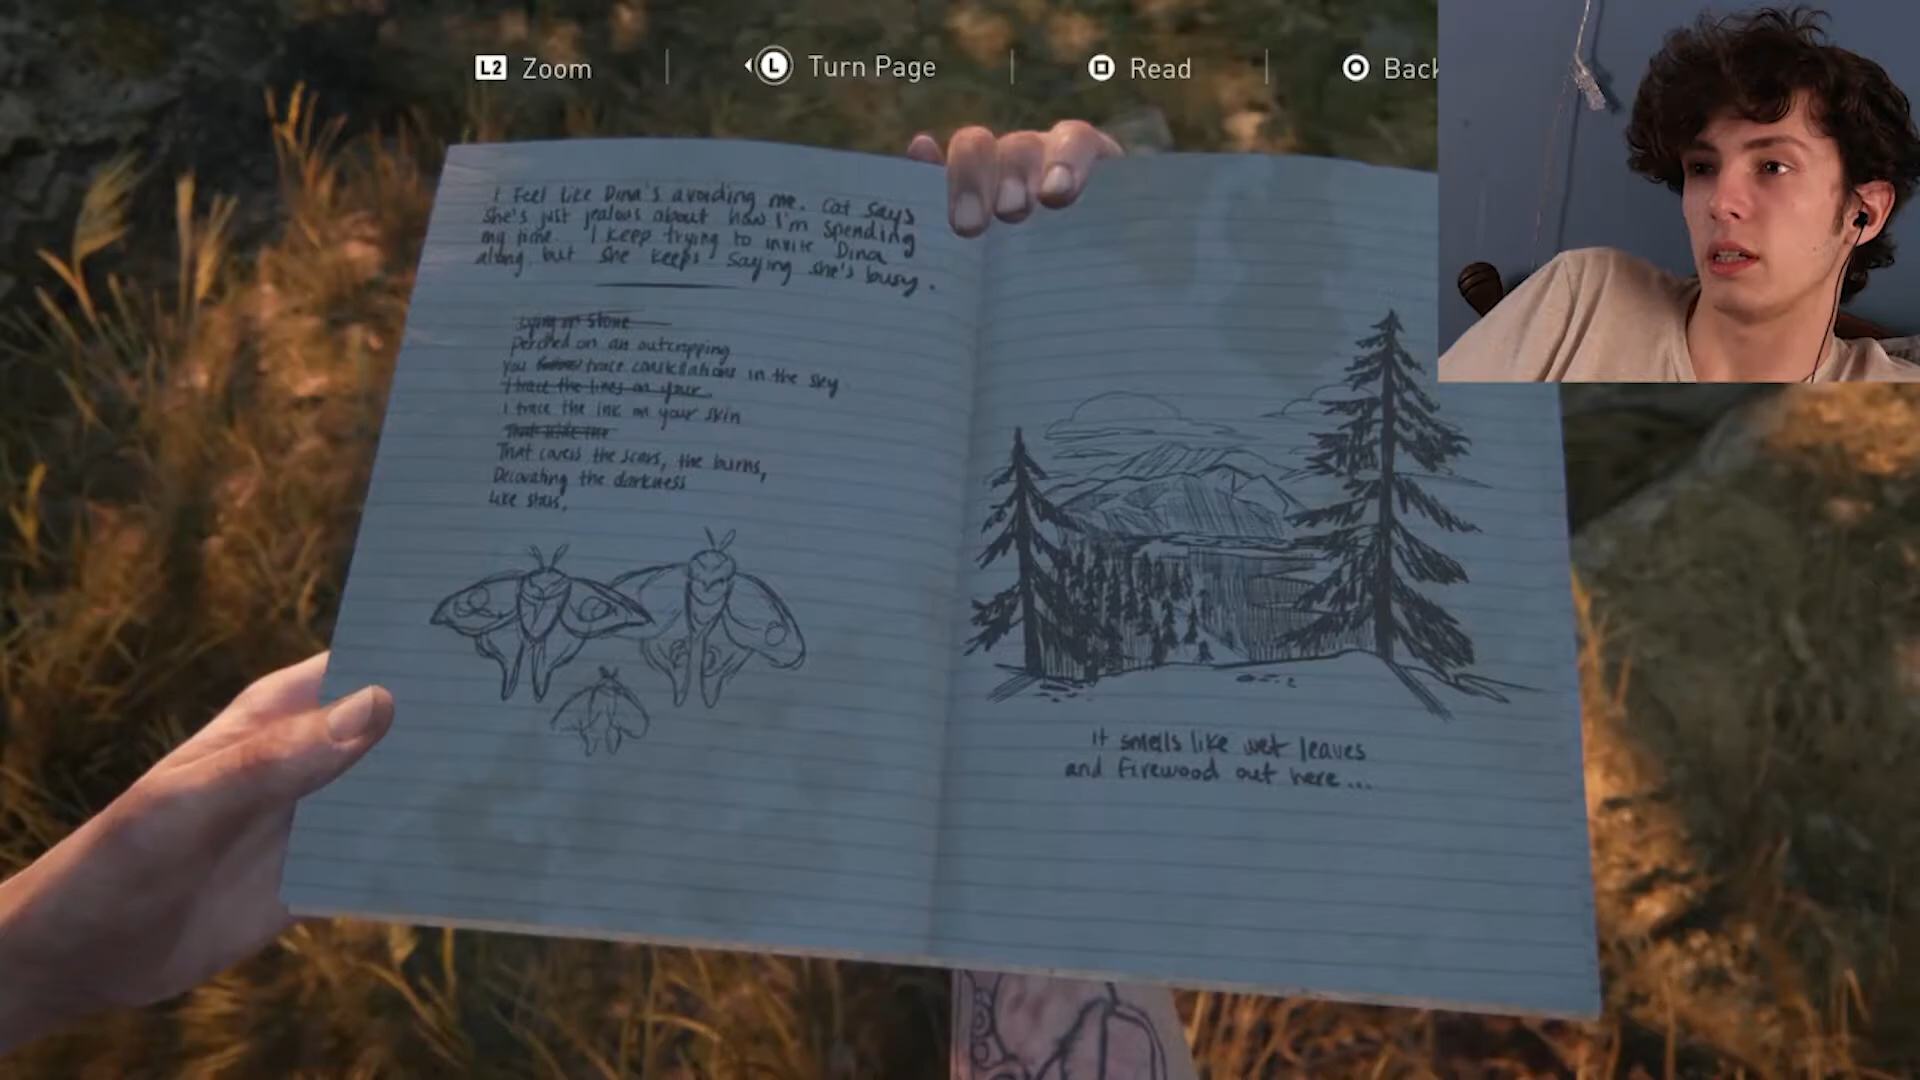 L2 Zoom
L Turn Page
Read
Back
I feel like Dina's avoiding me. Cat says
she's just jealous about how I'm spending
my time. I keep trying to invite Dina
along but she keeps saying she's busy.
Lying on stone
perched on an outcropping
you trace constellations in the sky
I trace the lines on your
I trace the ink on your skin
That hide the
That covers the scars, the burns,
Decorating the darkness
Like stars,
It smells like wet leaves
and firewood out here...